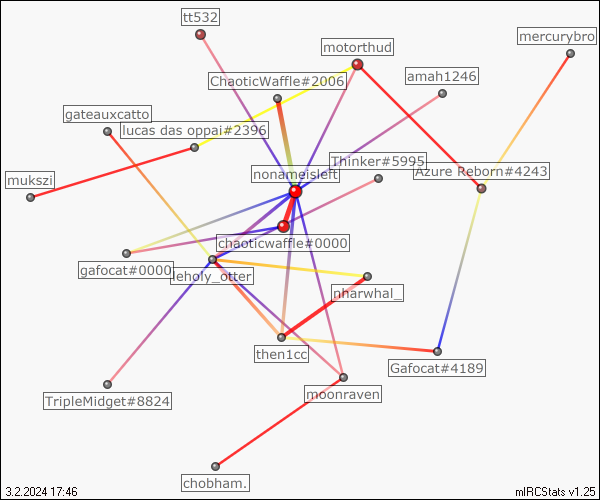 tt532
mercurybro
motorthud
ChaoticWaffle#2006
amah1246
gateauxcatto
lucas das oppai#2396
Thinker#5995
nonameisleft
Azure Reborn#4243
mukszi
chaoticwaffle#0000
gafocat#0000
leholy_otter
nharwhal_
then1cc
Gafocat#4189
moonraven
TripleMidget#8824
chobham.
3.2.2024 17:46
mIRCStats v1.25